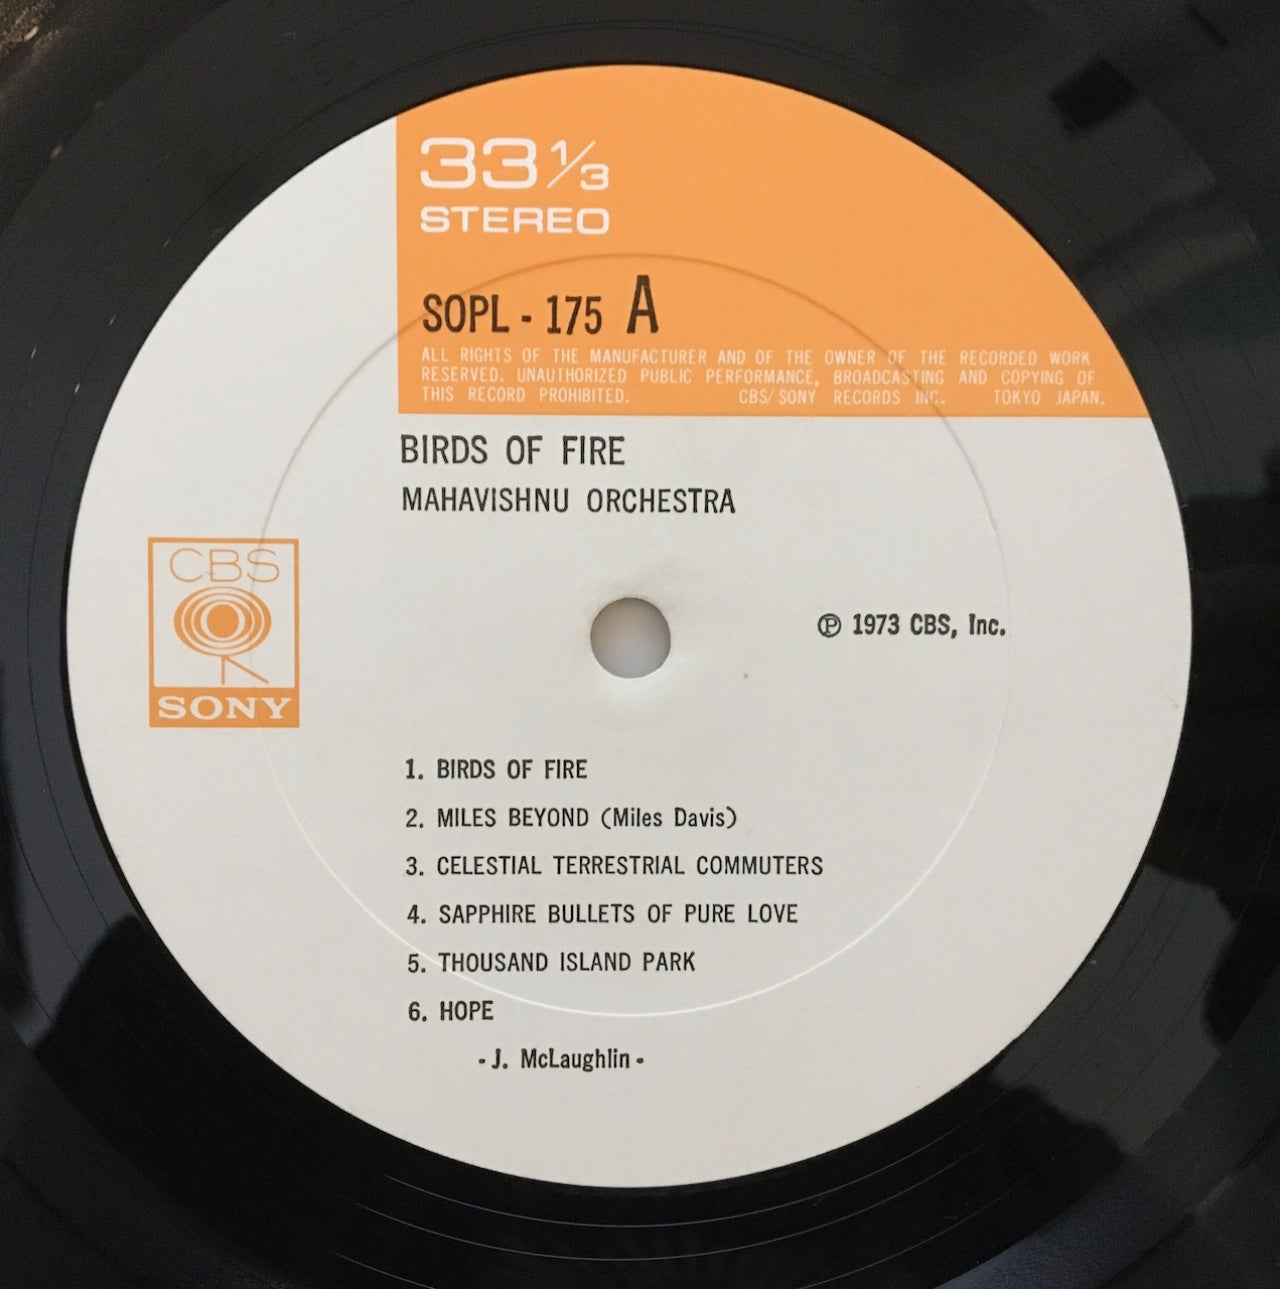 33 1/3
STEREO
SOPL - 175 A
ALL RIGHTS OF THE MANUFACTURER AND OF THE OWNER OF THE RECORDED WORK
RESERVED. UNAUTHORIZED PUBLIC PERFORMANCE, BROADCASTING AND COPYING OF
THIS RECORD PROHIBITED. CBS/SONY RECORDS INC. TOKYO JAPAN.
BIRDS OF FIRE
MAHAVISHNU ORCHESTRA
CBS
SONY
℗ 1973 CBS, Inc.
1. BIRDS OF FIRE
2. MILES BEYOND (Miles Davis)
3. CELESTIAL TERRESTRIAL COMMUTERS
4. SAPPHIRE BULLETS OF PURE LOVE
5. THOUSAND ISLAND PARK
6. HOPE
- J. McLaughlin -